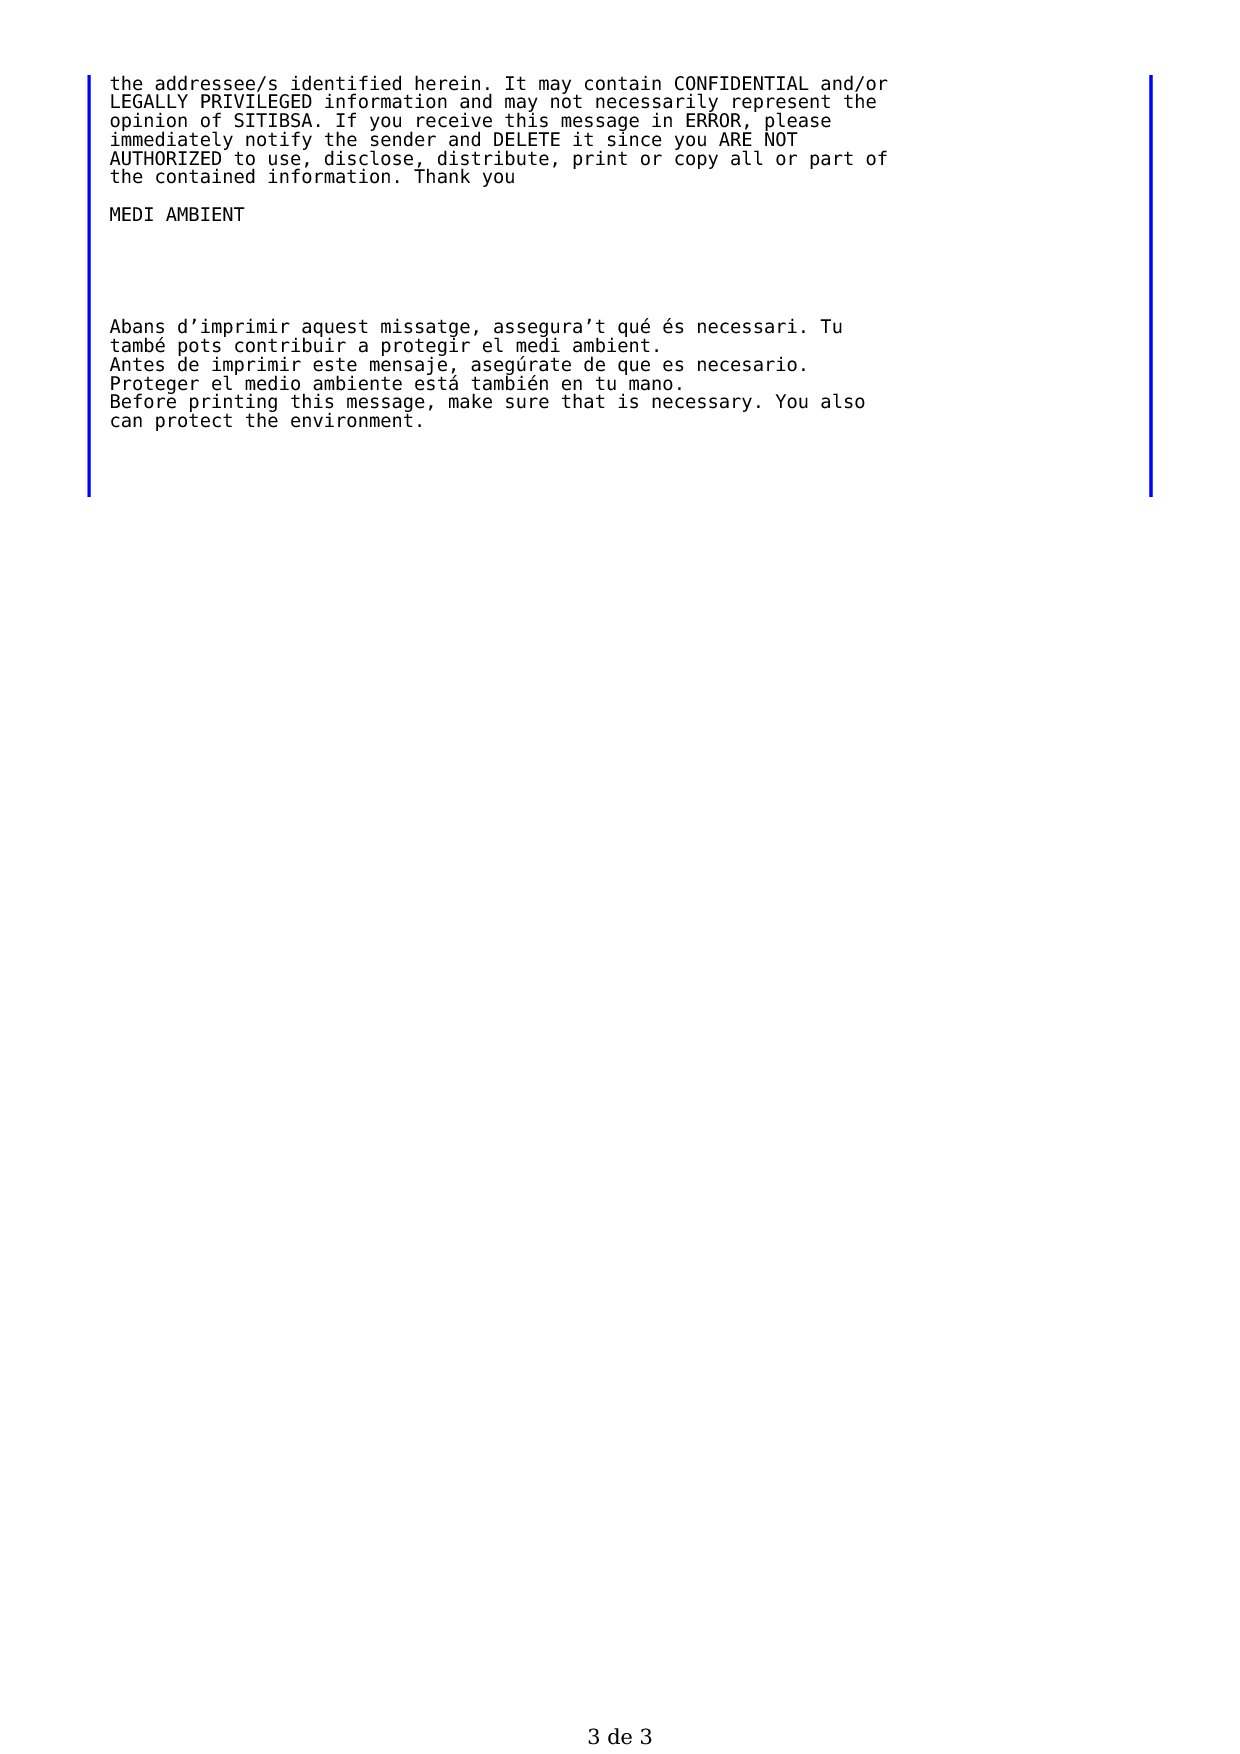 the addressee/s identified herein. It may contain CONFIDENTIAL and/or
LEGALLY PRIVILEGED information and may not necessarily represent the
opinion of SITIBSA. If you receive this message in ERROR, please
immediately notify the sender and DELETE it since you ARE NOT
AUTHORIZED to use, disclose, distribute, print or copy all or part of
the contained information. Thank you
MEDI AMBIENT
Abans d’imprimir aquest missatge, assegura’t qué és necessari. Tu
també pots contribuir a protegir el medi ambient.
Antes de imprimir este mensaje, asegúrate de que es necesario.
Proteger el medio ambiente está también en tu mano.
Before printing this message, make sure that is necessary. You also
can protect the environment.
3 de 3